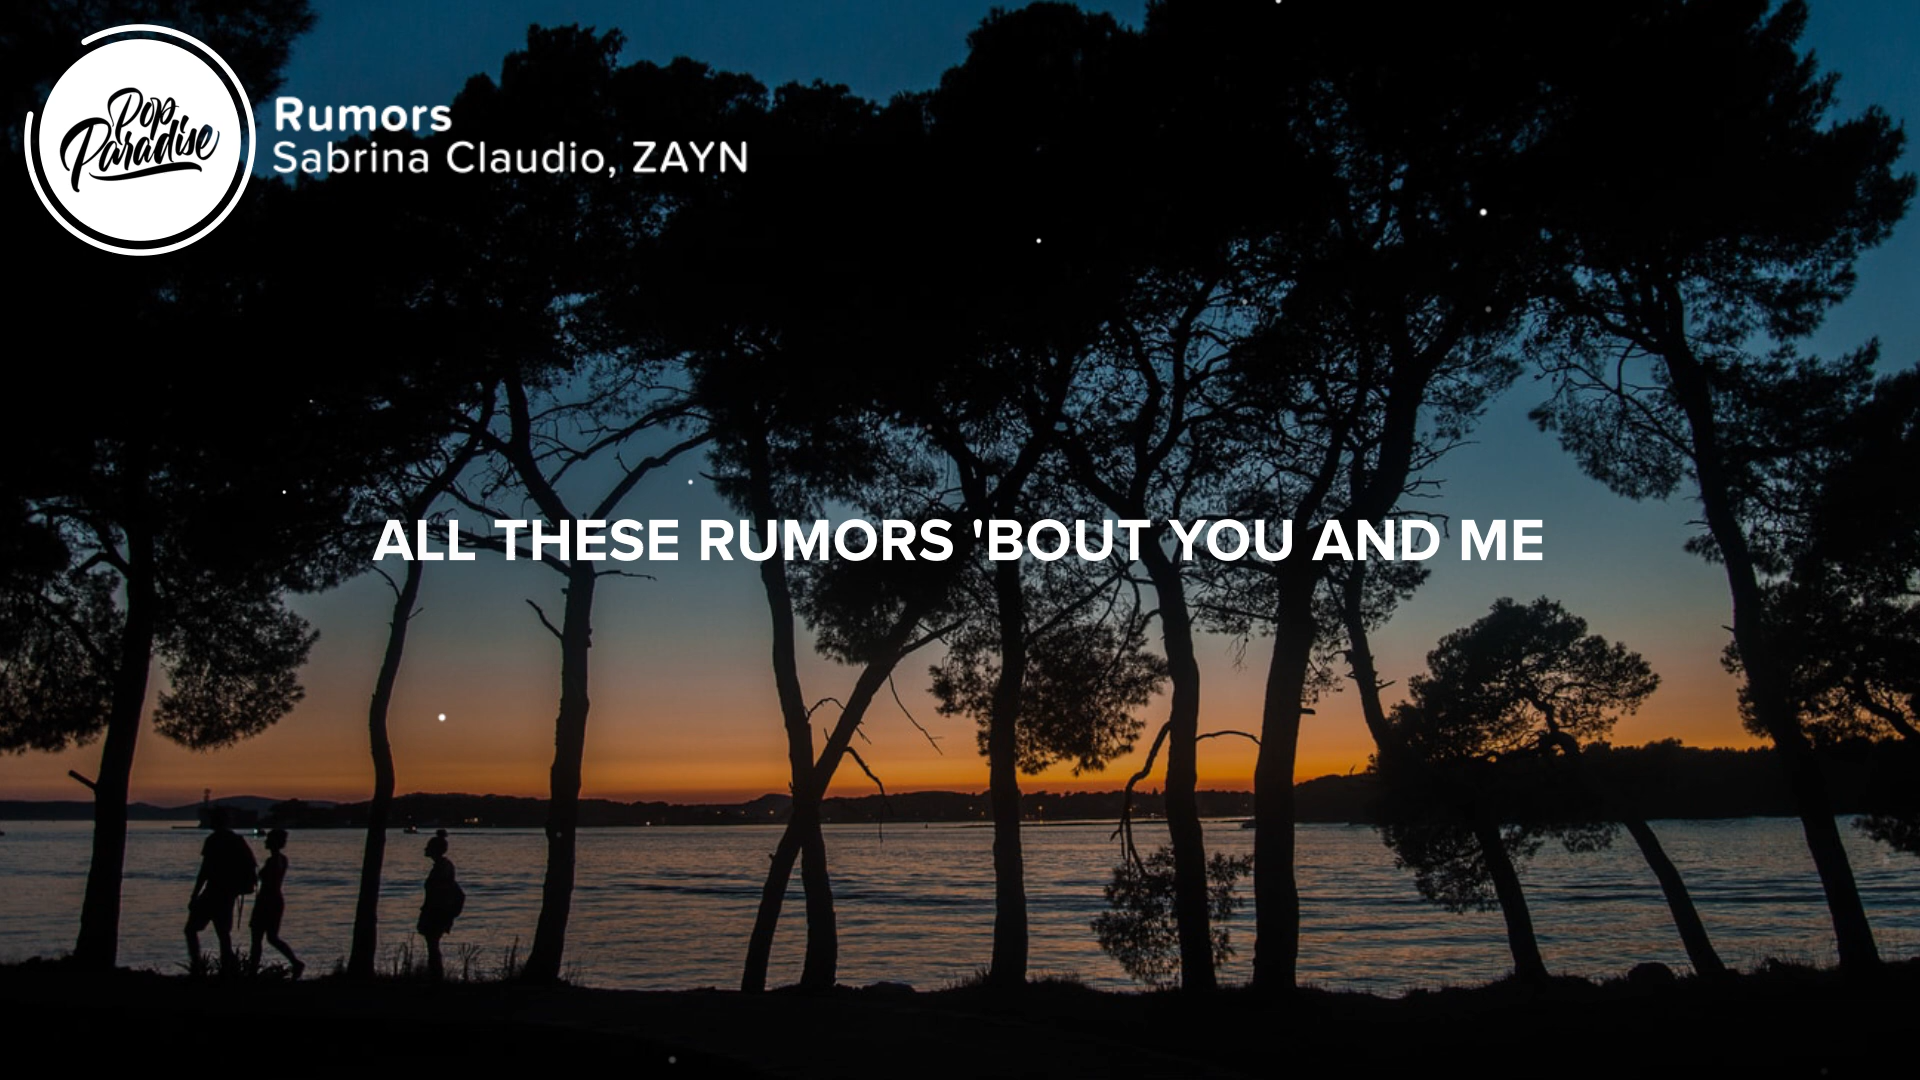 Pop
Paradise
Rumors
Sabrina Claudio, ZAYN
ALL THESE RUMORS 'BOUT YOU AND ME